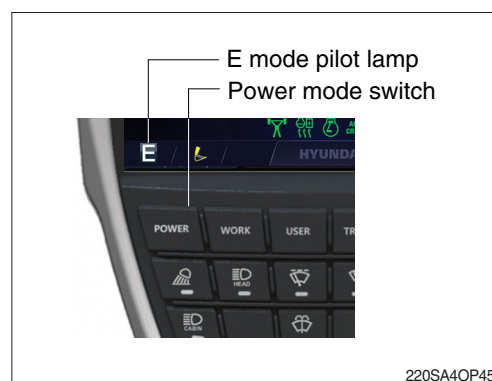 E mode pilot lamp
Power mode switch
E
HYUNDA
POWER WORK USER TR
HEAD
CABIN
220SA4OP45